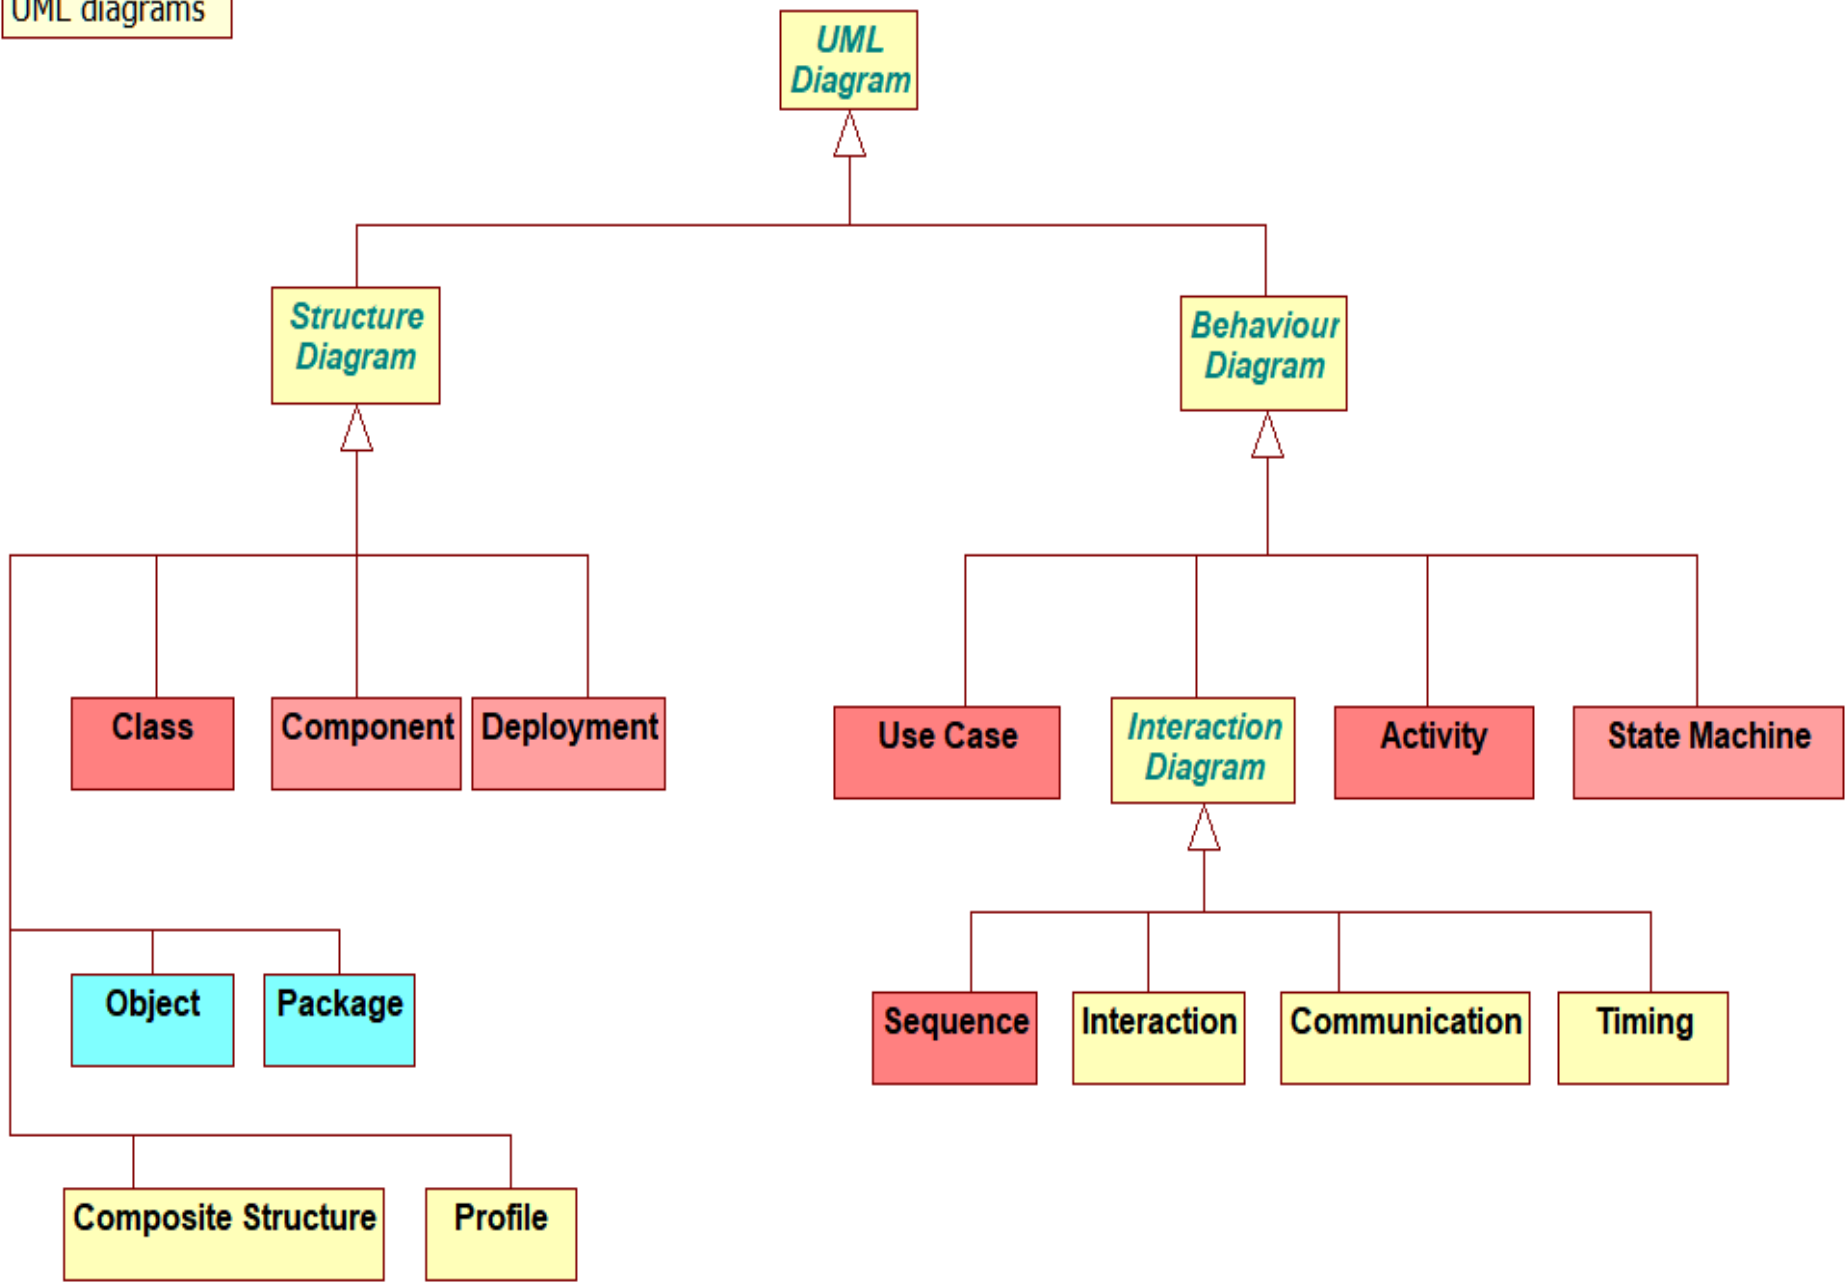 UML diagrams
UML
Diagram
Structure
Diagram
Behaviour
Diagram
Class
Component
Deployment
Use Case
Interaction
Diagram
Activity
State Machine
Object
Package
Sequence
Interaction
Communication
Timing
Composite Structure
Profile